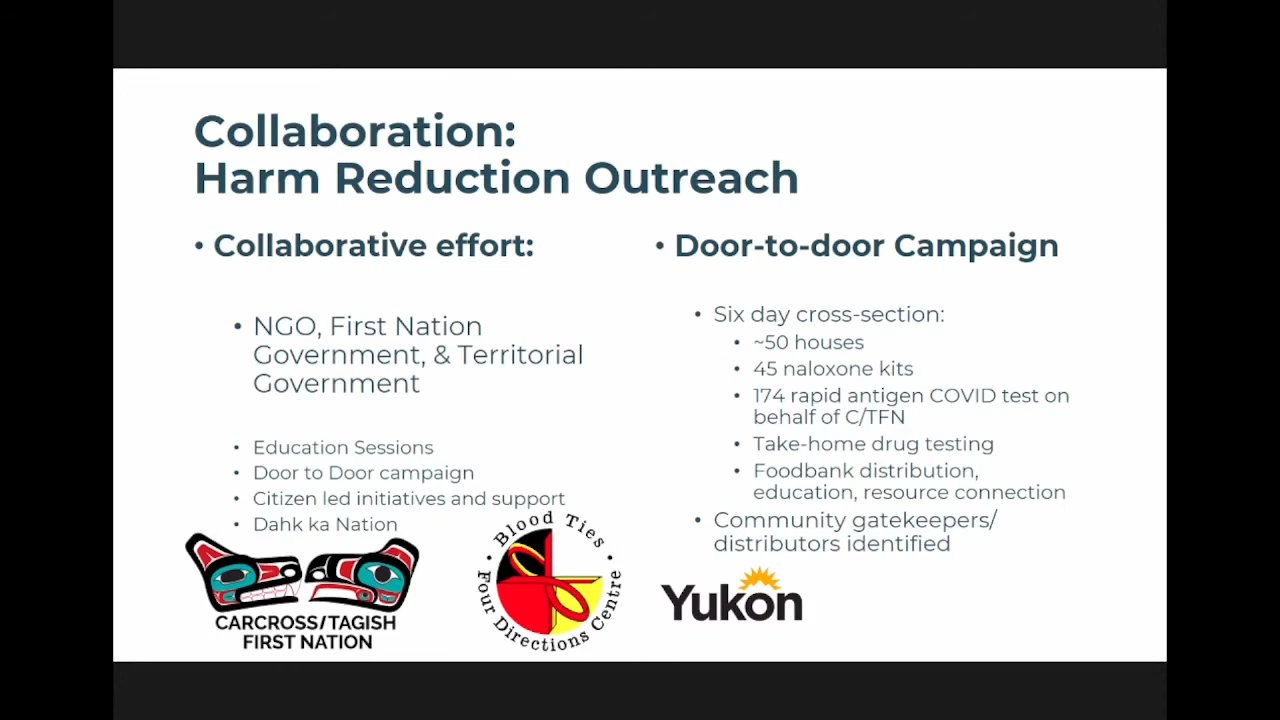 Collaboration:
Harm Reduction Outreach
• Collaborative effort:
• NGO, First Nation
Government, & Territorial
Government
• Education Sessions
• Door to Door campaign
• Citizen led initiatives and support
• Dahk ka Nation
• Door-to-door Campaign
• Six day cross-section:
• ~50 houses
• 45 naloxone kits
• 174 rapid antigen COVID test on
behalf of C/TFN
• Take-home drug testing
• Foodbank distribution,
education, resource connection
• Community gatekeepers/
distributors identified
CARCROSS/TAGISH
FIRST NATION
• Blood Ties •
Four Directions Centre
Yukon